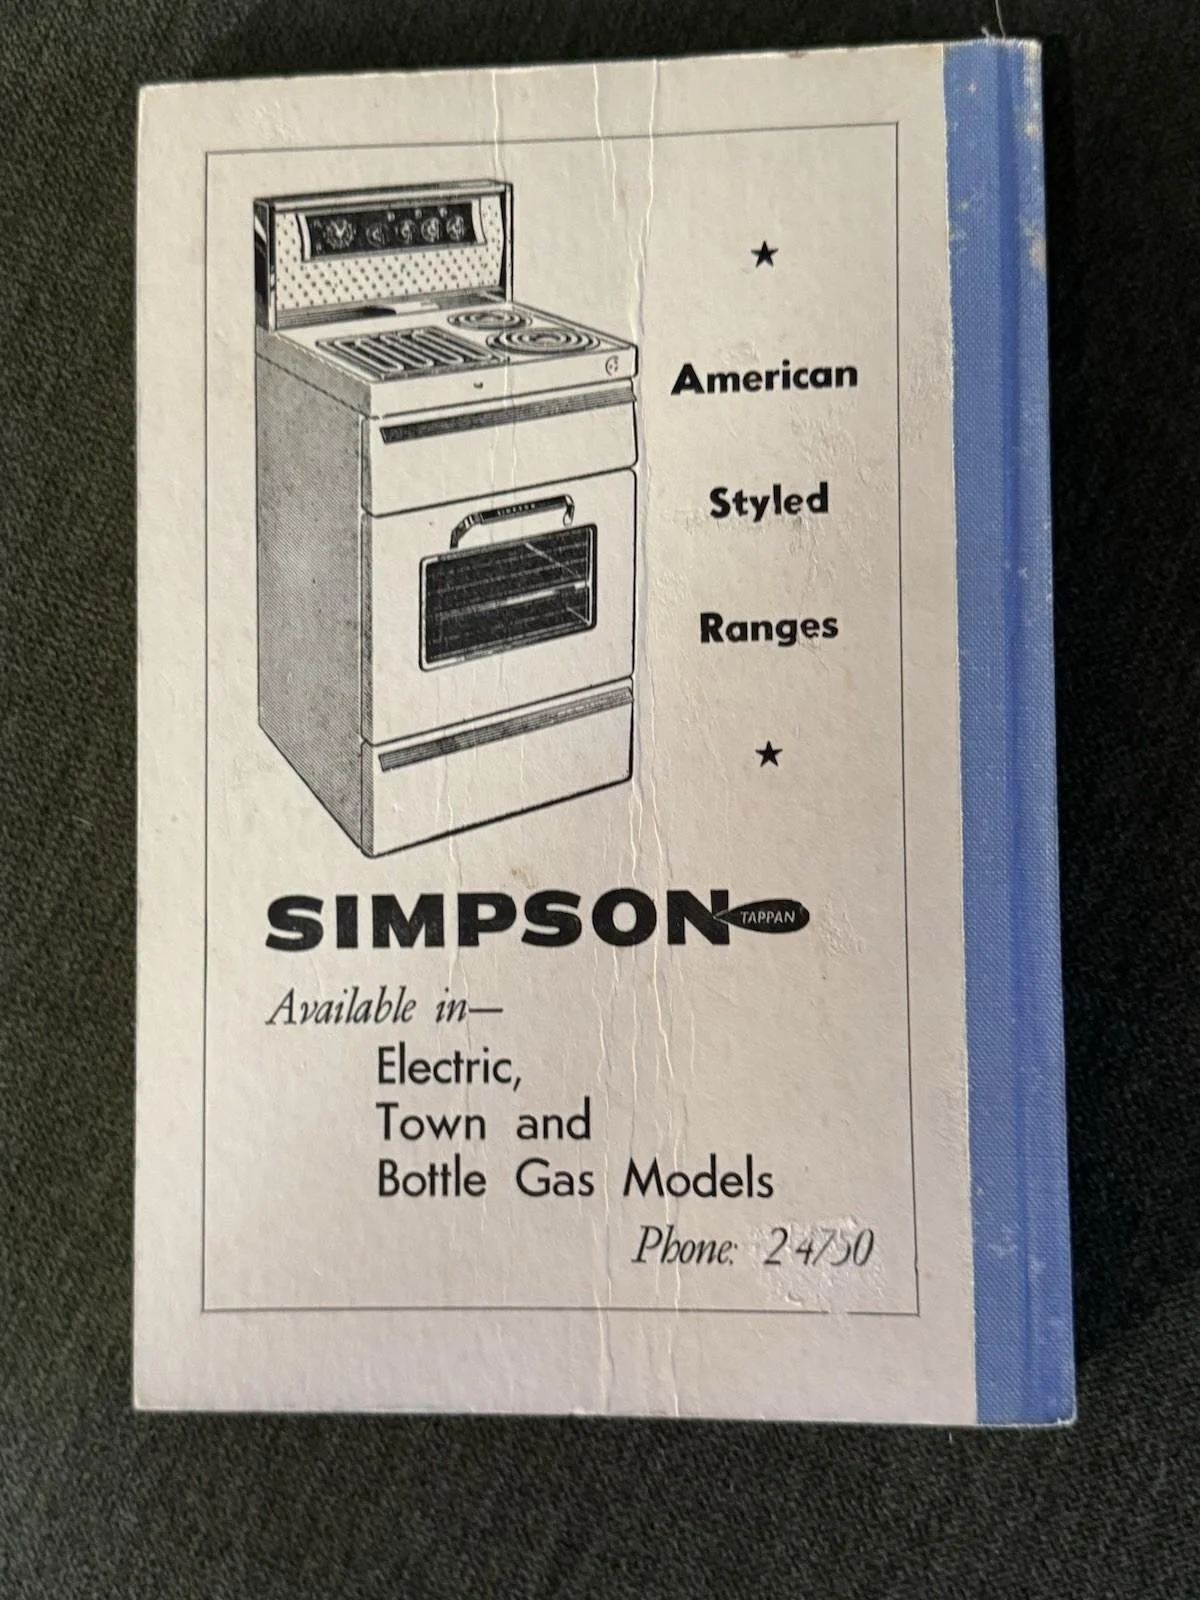 American
Styled
Ranges
SIMPSON TAPPAN
Available in—
Electric,
Town and
Bottle Gas Models
Phone: 24750